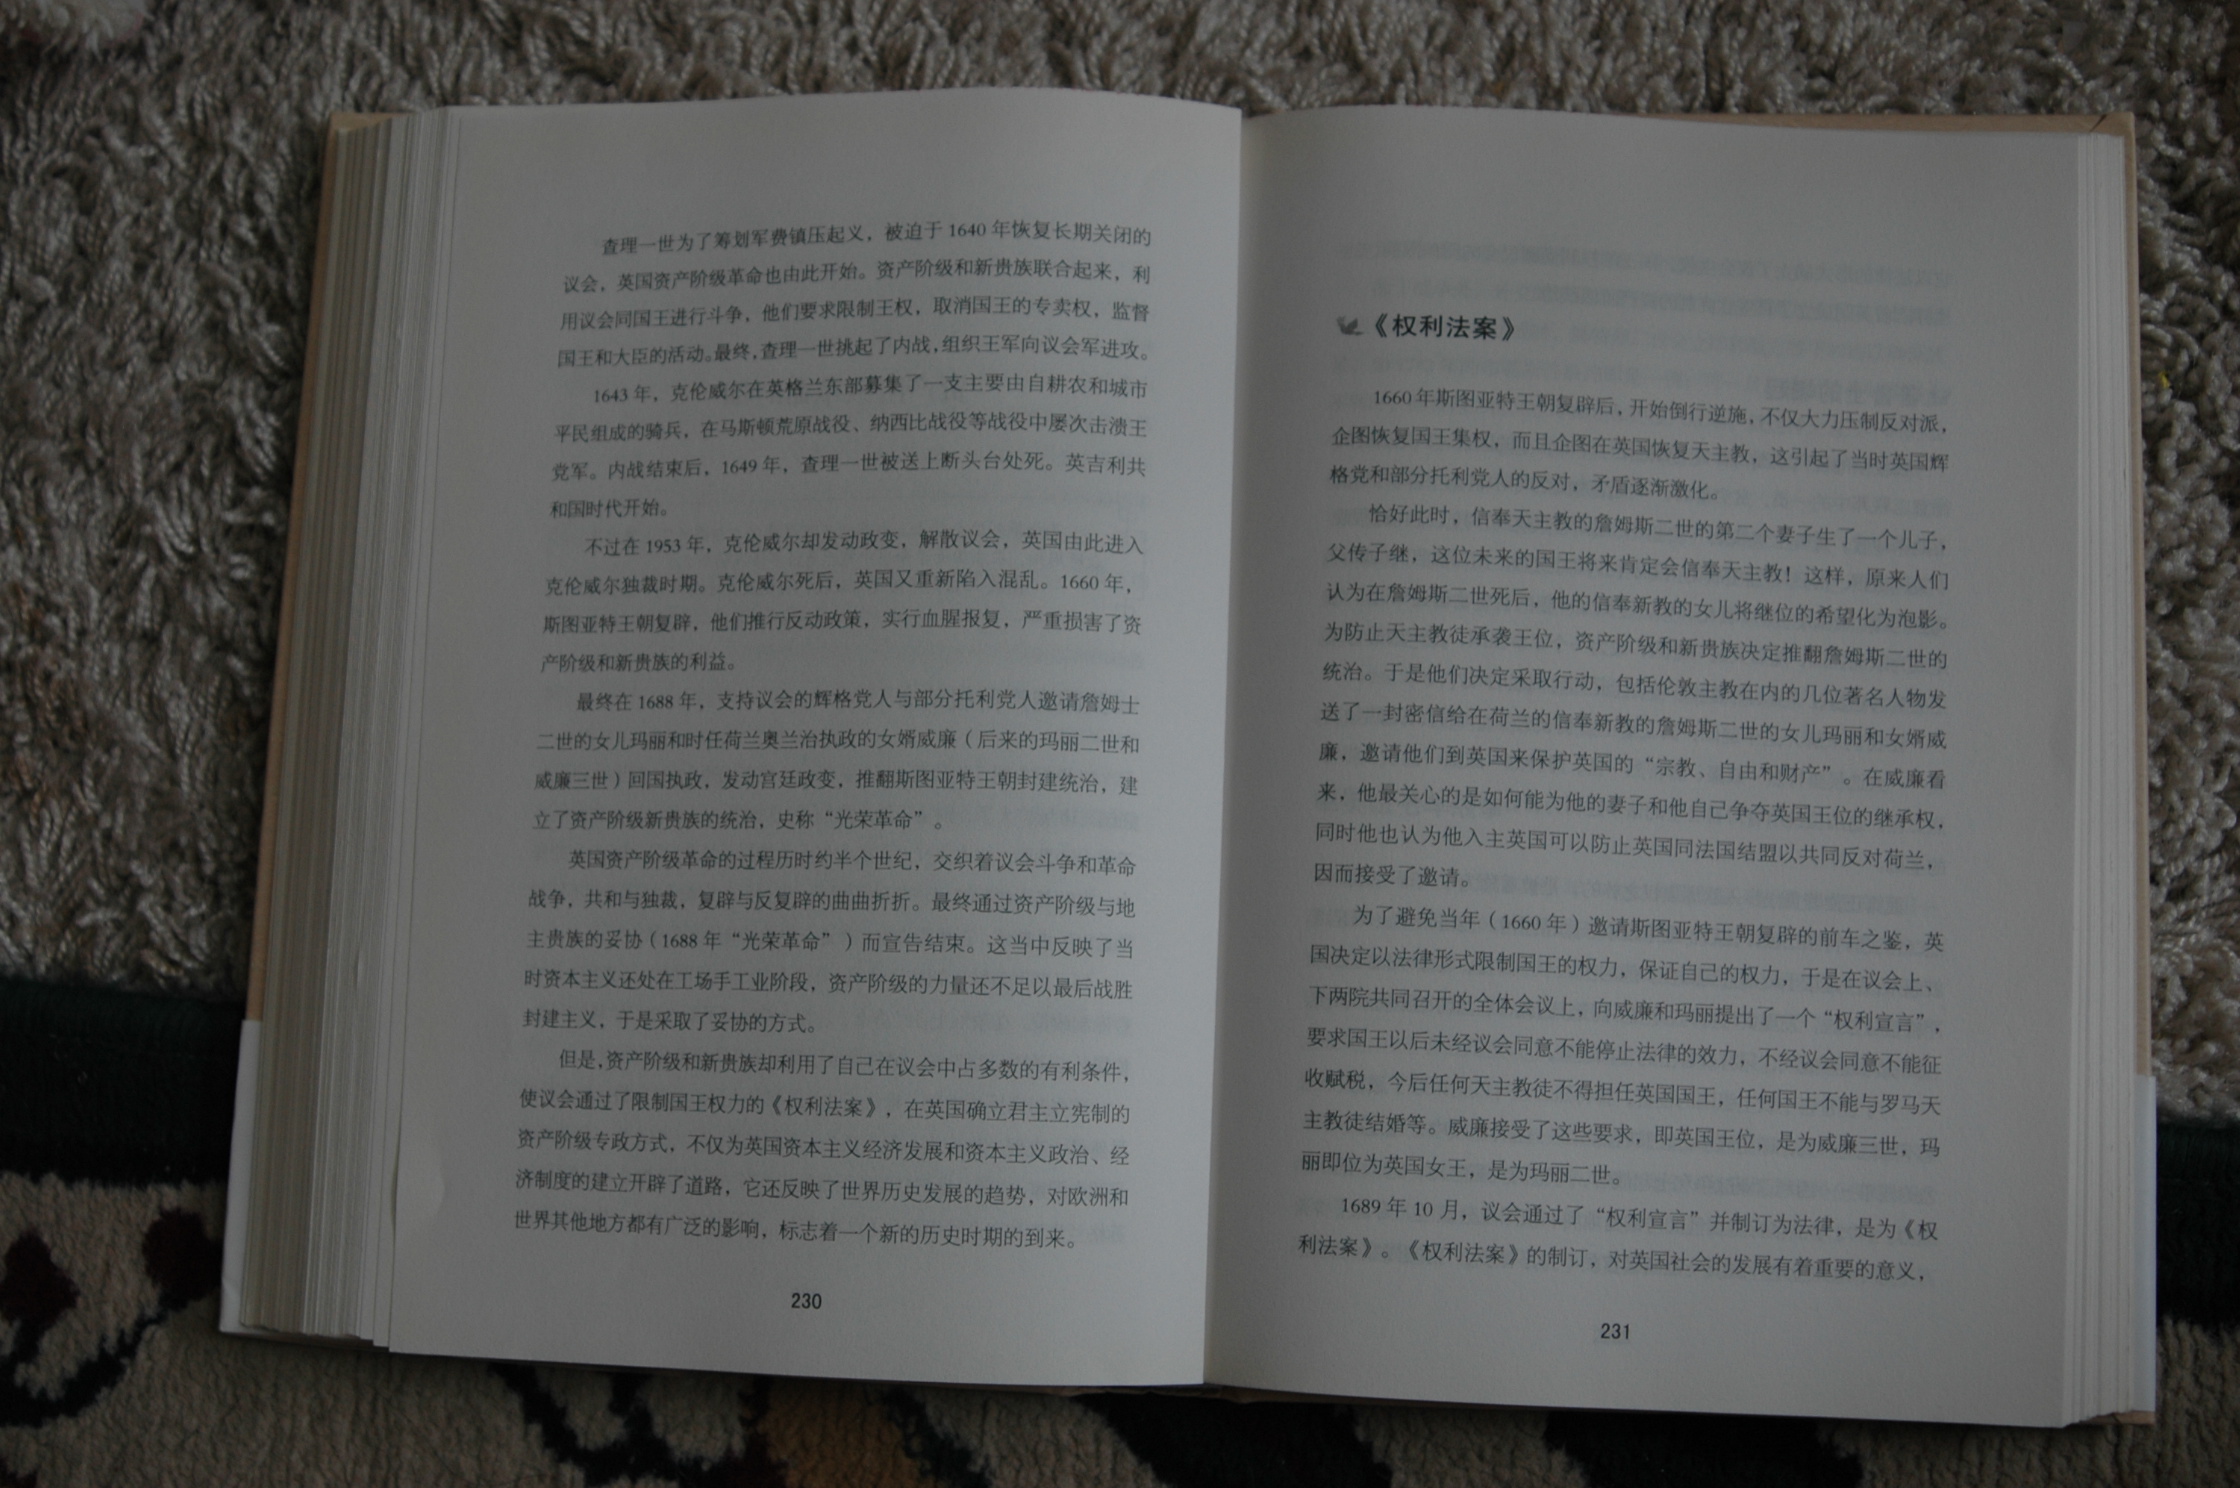 查理一世为了筹划军费镇压起义，被迫于1640年恢复长期关闭的
议会，英国资产阶级革命也由此开始。资产阶级和新贵族联合起来，利
用议会同国王进行斗争，他们要求限制王权，取消国王的专卖权，监督
国王和大臣的活动。最终，查理一世挑起了内战，组织王军向议会军进攻。
1643年，克伦威尔在英格兰东部募集了一支主要由自耕农和城市
平民组成的骑兵，在马斯顿荒原战役、纳西比战役等战役中屡次击溃王
党军。内战结束后，1649年，查理一世被送上断头台处死。英吉利共
和国时代开始。
不过在1953年，克伦威尔却发动政变，解散议会，英国由此进入
克伦威尔独裁时期。克伦威尔死后，英国又重新陷入混乱。1660年，
斯图亚特王朝复辟，他们推行反动政策，实行血腥报复，严重损害了资
产阶级和新贵族的利益。
最终在1688年，支持议会的辉格党人与部分托利党人邀请詹姆士
二世的女儿玛丽和时任荷兰奥兰治执政的女婿威廉（后来的玛丽二世和
威廉三世）回国执政，发动宫廷政变，推翻斯图亚特王朝封建统治，建
立了资产阶级新贵族的统治，史称“光荣革命”。
英国资产阶级革命的过程历时约半个世纪，交织着议会斗争和革命
战争，共和与独裁，复辟与反复辟的曲曲折折。最终通过资产阶级与地
主贵族的妥协（1688年“光荣革命”）而宣告结束。这当中反映了当
时资本主义还处在工场手工业阶段，资产阶级的力量还不足以最后战胜
封建主义，于是采取了妥协的方式。
但是，资产阶级和新贵族却利用了自己在议会中占多数的有利条件，
使议会通过了限制国王权力的《权利法案》，在英国确立君主立宪制的
资产阶级专政方式，不仅为英国资本主义经济发展和资本主义政治、经
济制度的建立开辟了道路，它还反映了世界历史发展的趋势，对欧洲和
世界其他地方都有广泛的影响，标志着一个新的历史时期的到来。
230
《权利法案》
1660年斯图亚特王朝复辟后，开始倒行逆施，不仅大力压制反对派，
企图恢复国王集权，而且企图在英国恢复天主教，这引起了当时英国辉
格党和部分托利党人的反对，矛盾逐渐激化。
恰好此时，信奉天主教的詹姆斯二世的第二个妻子生了一个儿子，
父传子继，这位未来的国王将来肯定会信奉天主教！这样，原来人们
认为在詹姆斯二世死后，他的信奉新教的女儿将继位的希望化为泡影。
为防止天主教徒承袭王位，资产阶级和新贵族决定推翻詹姆斯二世的
统治。于是他们决定采取行动，包括伦敦主教在内的几位著名人物发
送了一封密信给在荷兰的信奉新教的詹姆斯二世的女儿玛丽和女婿威
廉，邀请他们到英国来保护英国的“宗教、自由和财产”。在威廉看
来，他最关心的是如何能为他的妻子和他自己争夺英国王位的继承权，
同时他也认为他入主英国可以防止英国同法国结盟以共同反对荷兰，
因而接受了邀请。
为了避免当年（1660年）邀请斯图亚特王朝复辟的前车之鉴，英
国决定以法律形式限制国王的权力，保证自己的权力，于是在议会上、
下两院共同召开的全体会议上，向威廉和玛丽提出了一个“权利宣言”，
要求国王以后未经议会同意不能停止法律的效力，不经议会同意不能征
收赋税，今后任何天主教徒不得担任英国国王，任何国王不能与罗马天
主教徒结婚等。威廉接受了这些要求，即英国王位，是为威廉三世，玛
丽即位为英国女王，是为玛丽二世。
1689年10月，议会通过了“权利宣言”并制订为法律，是为《权
利法案》。《权利法案》的制订，对英国社会的发展有着重要的意义，
231